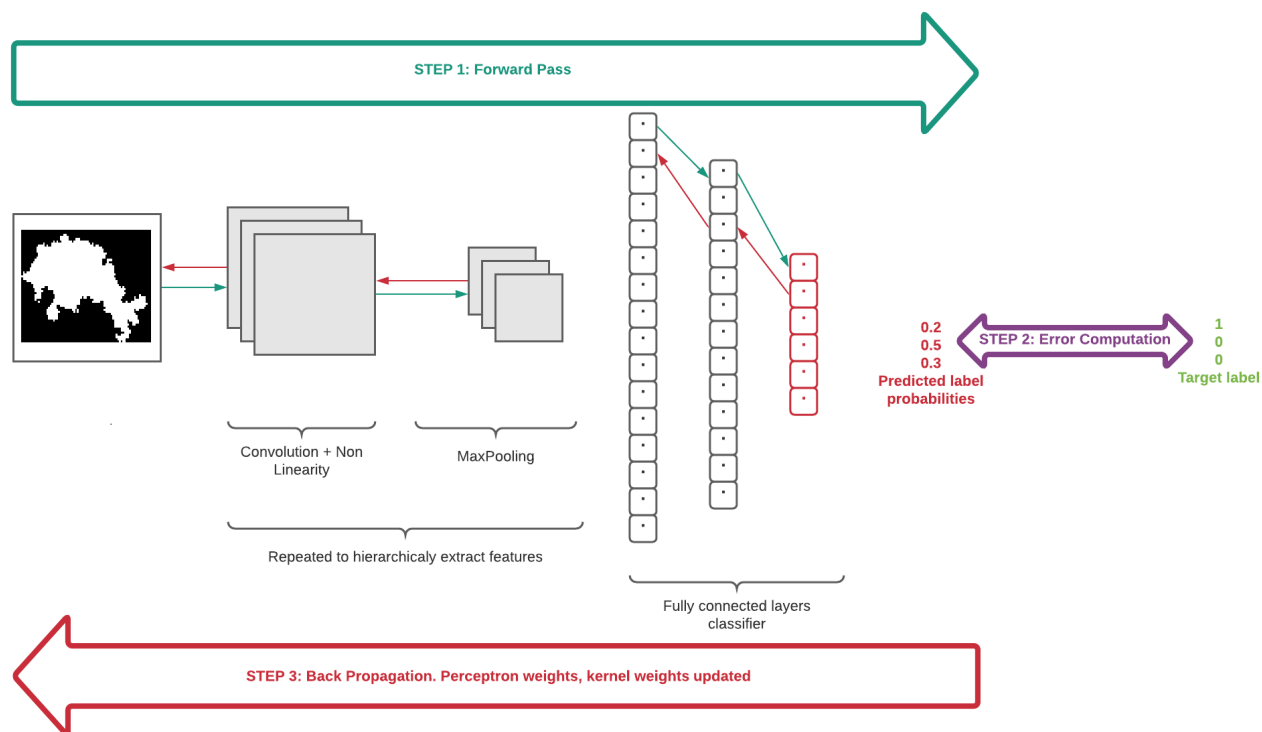 STEP 1: Forward Pass
0.2
0.5
0.3
Predicted label
probabilities
STEP 2: Error Computation
1
0
0
Target label
Convolution + Non
Linearity
MaxPooling
Repeated to hierarchicaly extract features
Fully connected layers
classifier
STEP 3: Back Propagation. Perceptron weights, kernel weights updated